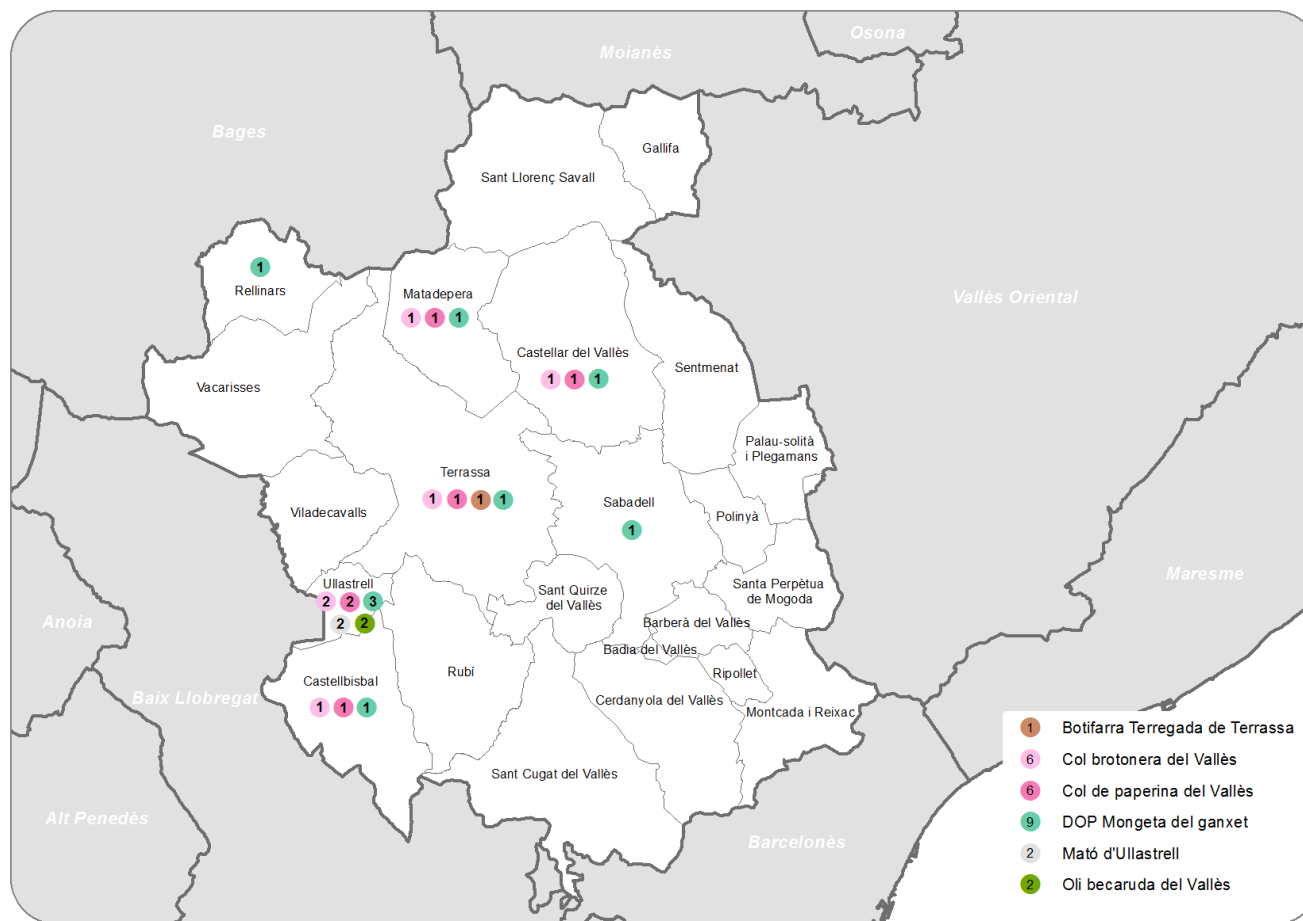 Osona
Moianès
Bages
Gallifa
Sant Llorenç Savall
1
Rellinars
Matadepera
1 1 1
Vallès Oriental
Castellar del Vallès
1 1 1
Sentmenat
Vacarisses
Palau-solità
i Plegamans
Terrassa
1 1 1 1
Sabadell
1
Viladecavalls
Polinyà
Ullastrell
2 2 3
2 2
Sant Quirze
del Vallès
Santa Perpètua
de Mogoda
Maresme
Anoia
Barberà del Vallès
Badia del Vallès
Rubí
Ripollet
Castellbisbal
1 1 1
Baix Llobregat
Cerdanyola del Vallès
Montcada i Reixac
Sant Cugat del Vallès
Alt Penedès
Barcelonès
1 Botifarra Terregada de Terrassa
6 Col brotonera del Vallès
6 Col de paperina del Vallès
9 DOP Mongeta del ganxet
2 Mató d'Ullastrell
2 Oli becaruda del Vallès